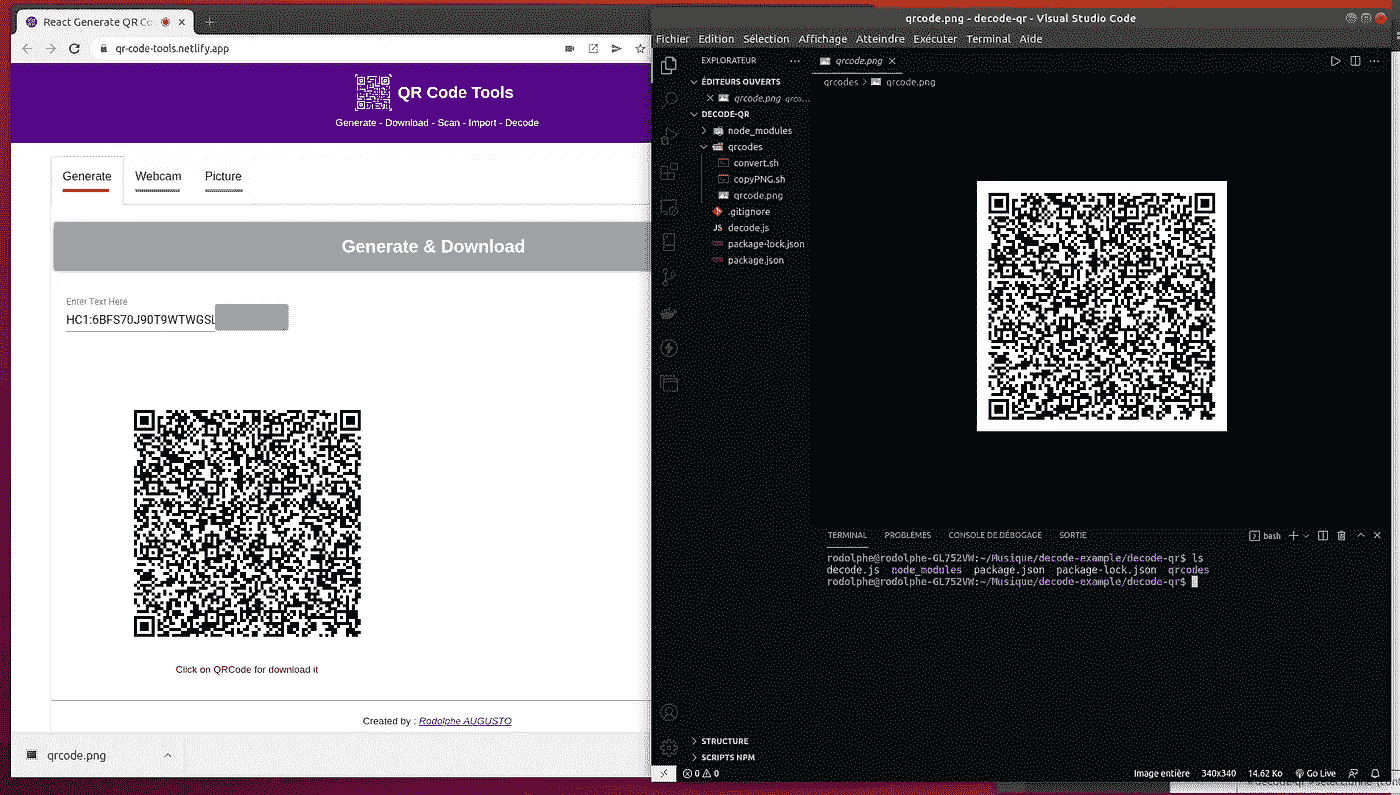 React Generate QR Co
qr-code-tools.netlify.app
QR Code Tools
Generate - Download - Scan - Import - Decode
Generate Webcam Picture
Generate & Download
Enter Text Here
HC1:6BFS70J90T9WTWGSL
Click on QRCode for download it
Created by : Rodolphe AUGUSTO
qrcode.png
qrcode.png - decode-qr - Visual Studio Code
Fichier Edition Sélection Affichage Atteindre Exécuter Terminal Aide
EXPLORATEUR
ÉDITEURS OUVERTS
qrcode.png qrco...
DECODE-QR
node_modules
qrcodes
convert.sh
copyPNG.sh
qrcode.png
.gitignore
JS decode.js
package-lock.json
package.json
STRUCTURE
SCRIPTS NPM
qrcode.png
qrcodes > qrcode.png
TERMINAL PROBLÈMES CONSOLE DE DÉBOGAGE SORTIE
bash
rodolphe@rodolphe-GL752VW:~/Musique/decode-example/decode-qr$ ls
decode.js node_modules package.json package-lock.json qrcodes
rodolphe@rodolphe-GL752VW:~/Musique/decode-example/decode-qr$
0 0
Image entière 340x340 14.62 Ko Go Live